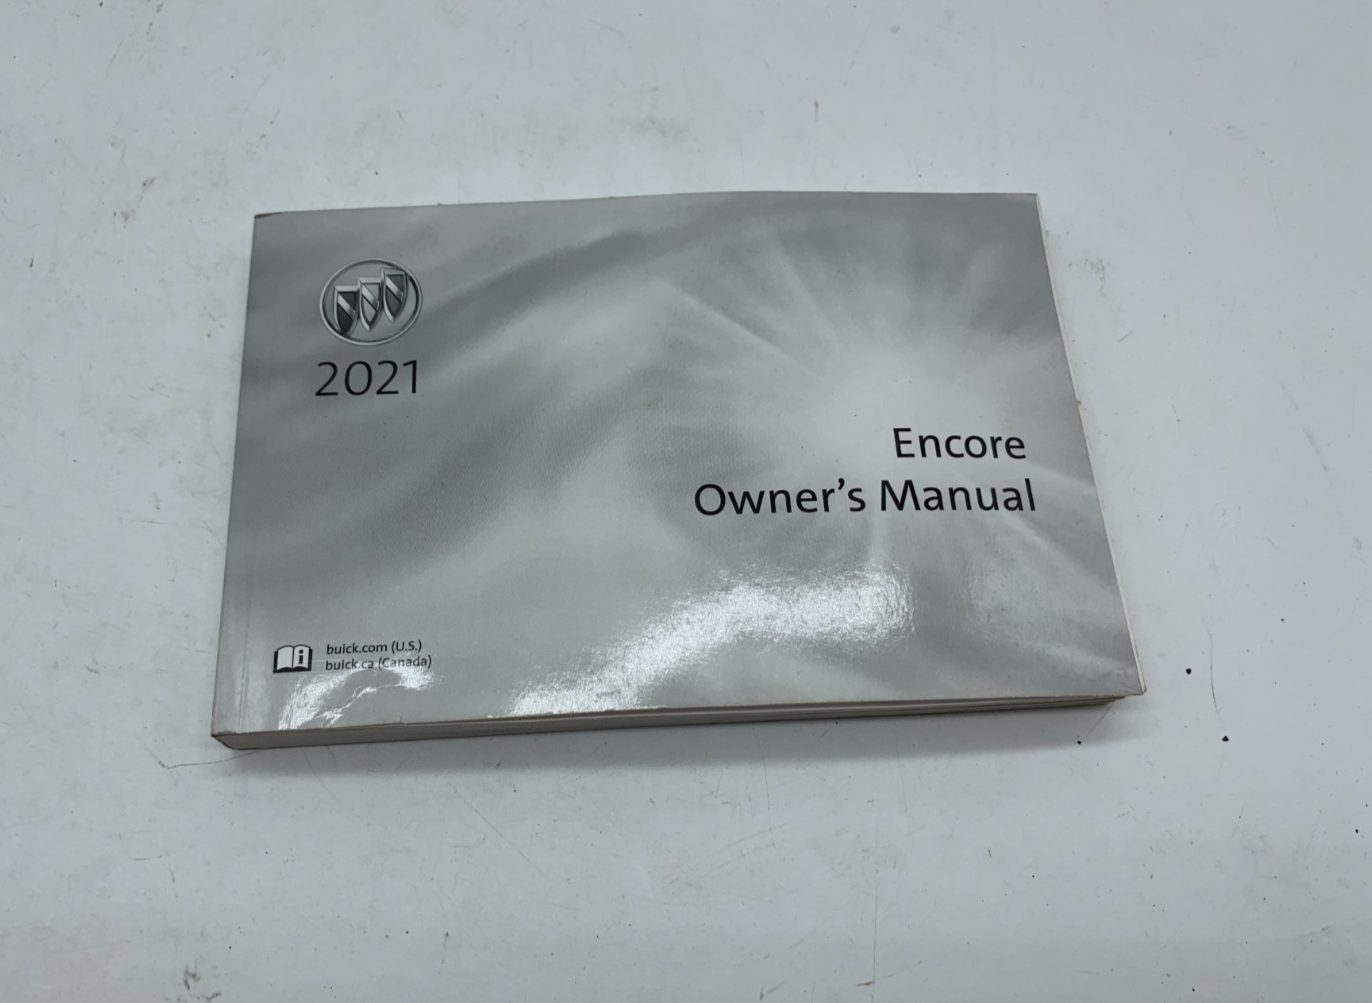 2021
Encore
Owner's Manual
buick.com (U.S.)
buick.ca (Canada)